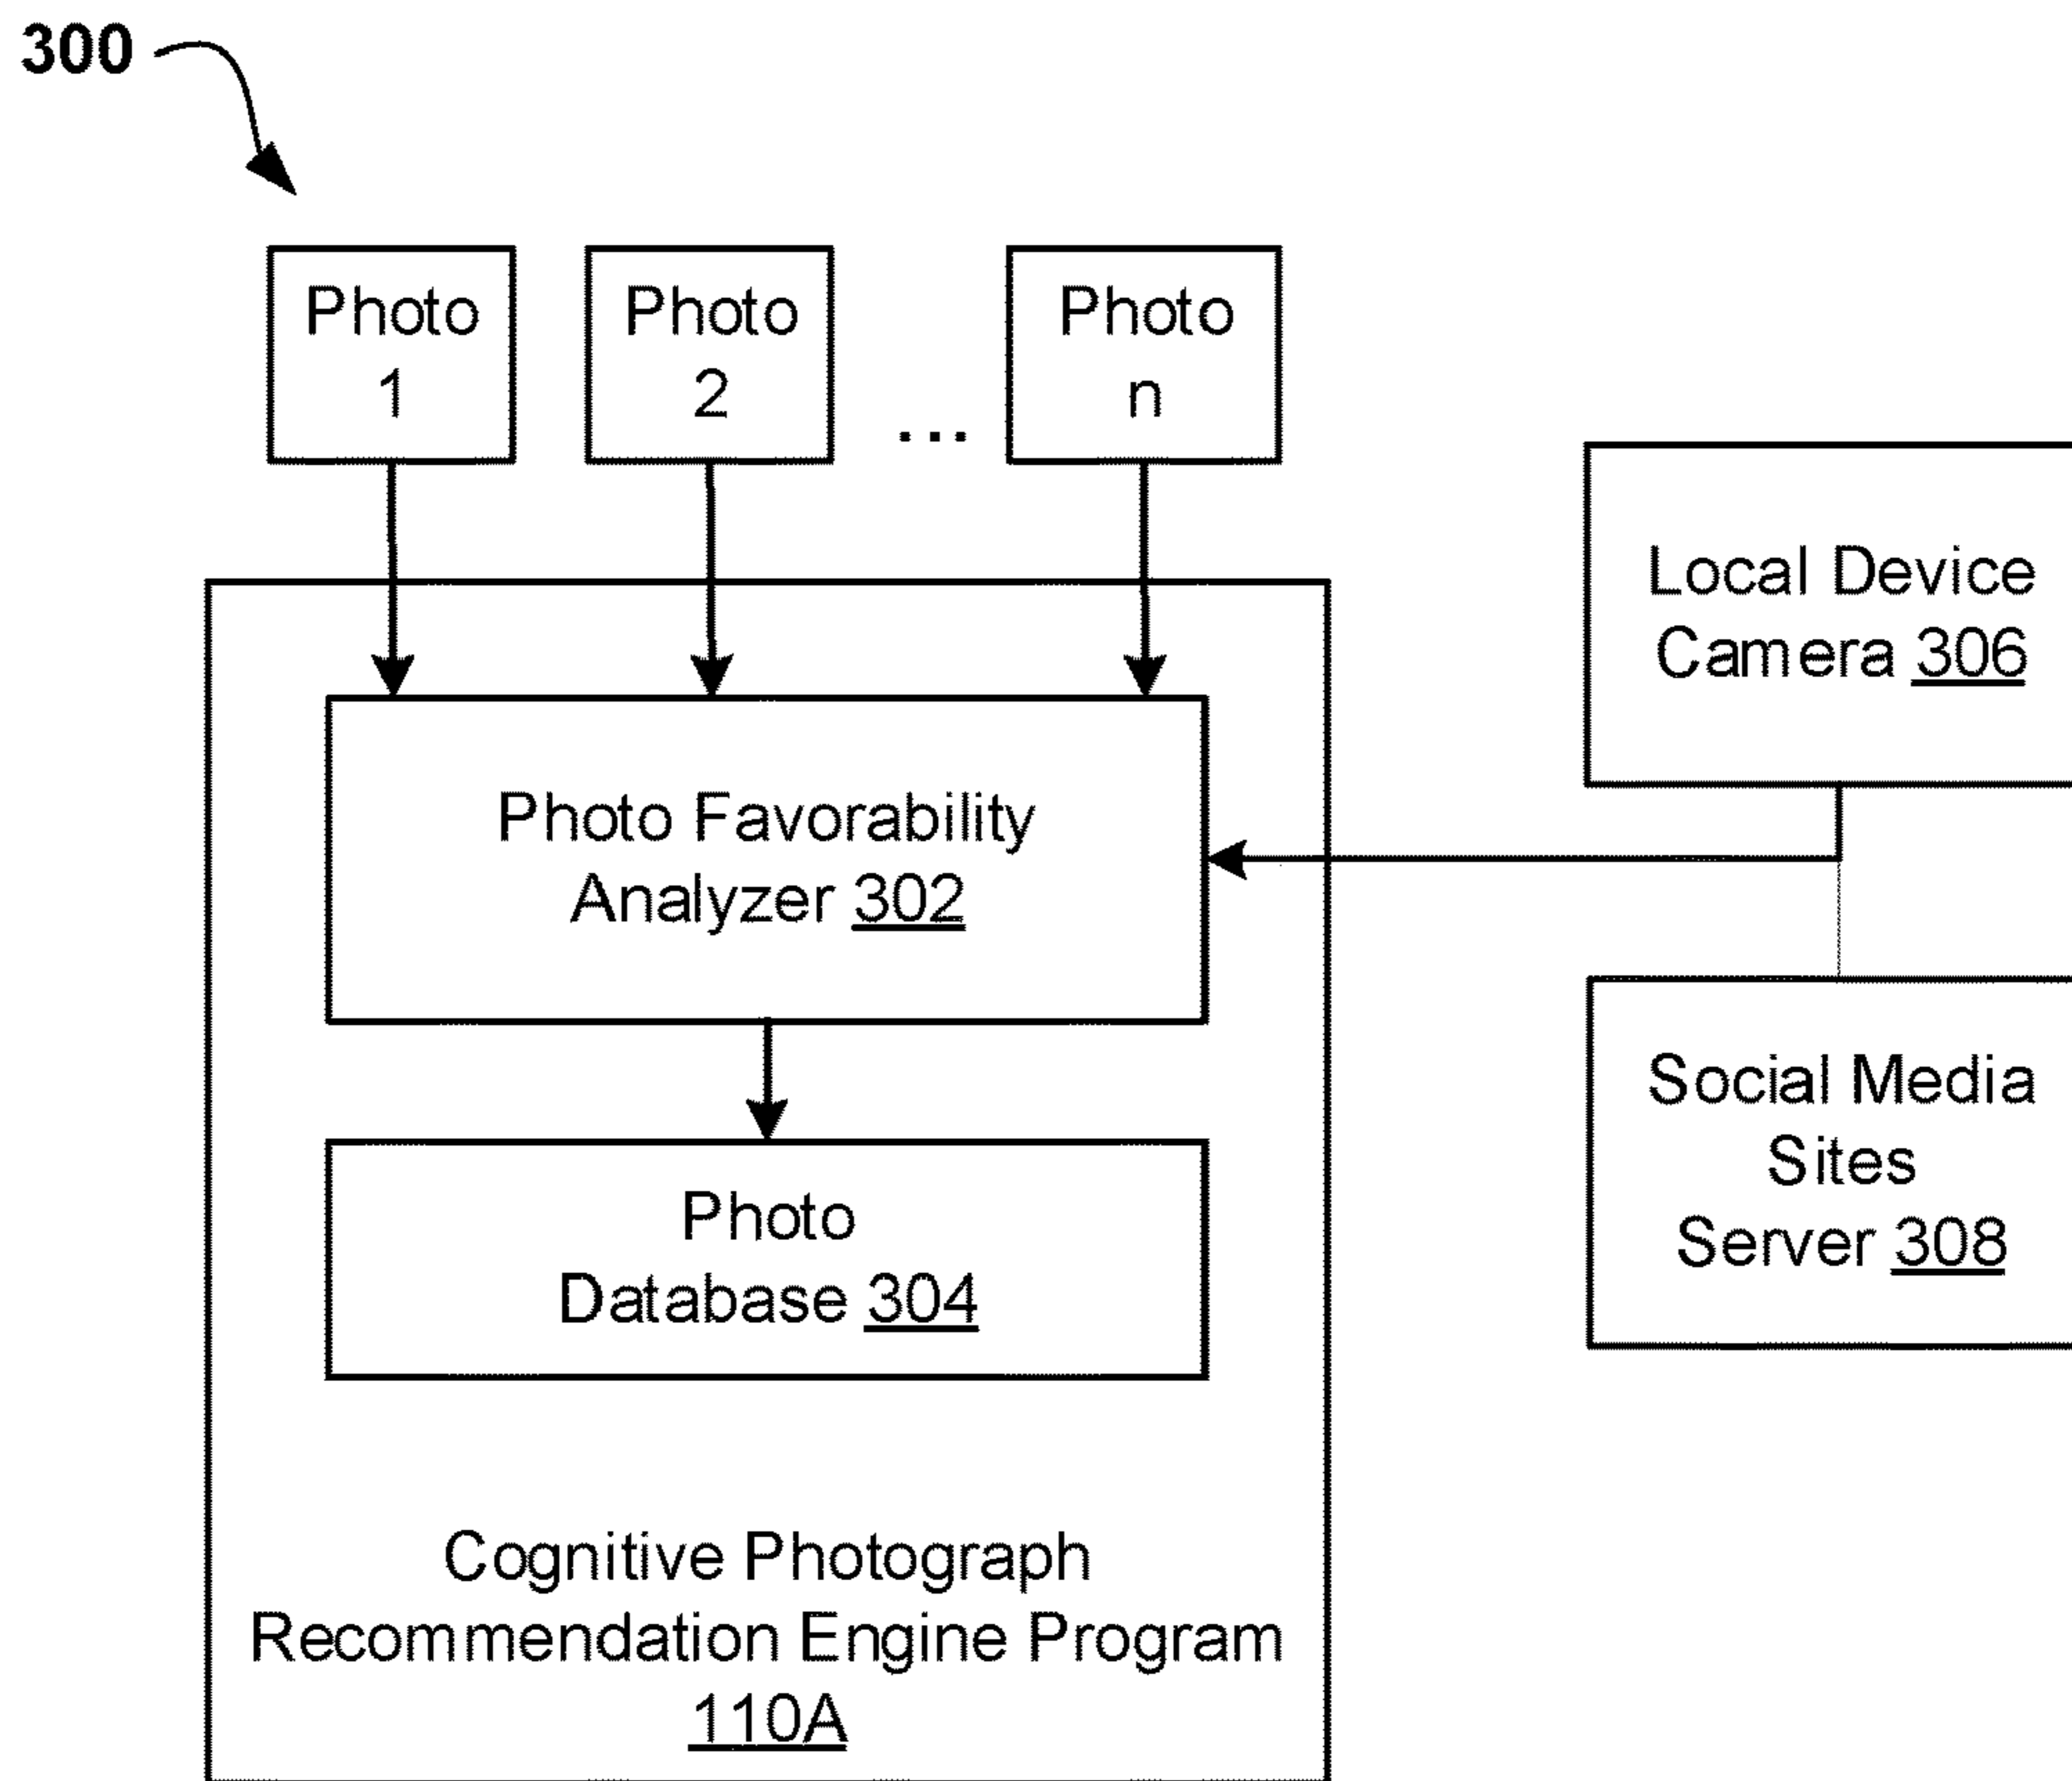 300
Photo
1
Photo
2
...
Photo
n
Local Device
Camera 306
Photo Favorability
Analyzer 302
Social Media
Sites
Server 308
Photo
Database 304
Cognitive Photograph
Recommendation Engine Program
110A